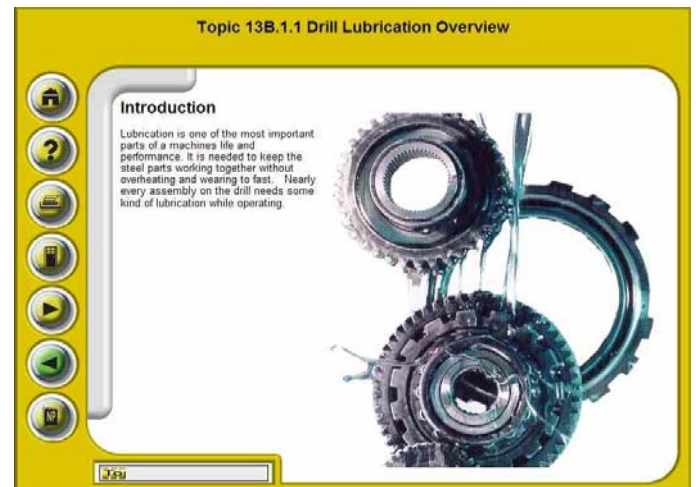 Topic 13B.1.1 Drill Lubrication Overview
Introduction
Lubrication is one of the most important
parts of a machines life and
performance. It is needed to keep the
steel parts working together without
overheating and wearing to fast. Nearly
every assembly on the drill needs some
kind of lubrication while operating.
?
NP